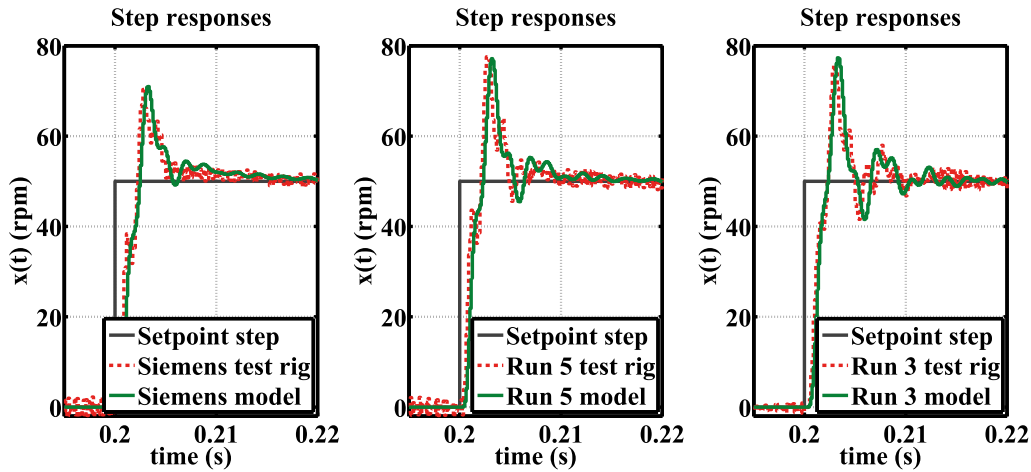 Step responses
80
60
40
20
0
x(t) (rpm)
Setpoint step
Siemens test rig
Siemens model
0.2 0.21 0.22
time (s)
Step responses
80
60
40
20
0
x(t) (rpm)
Setpoint step
Run 5 test rig
Run 5 model
0.2 0.21 0.22
time (s)
Step responses
80
60
40
20
0
x(t) (rpm)
Setpoint step
Run 3 test rig
Run 3 model
0.2 0.21 0.22
time (s)